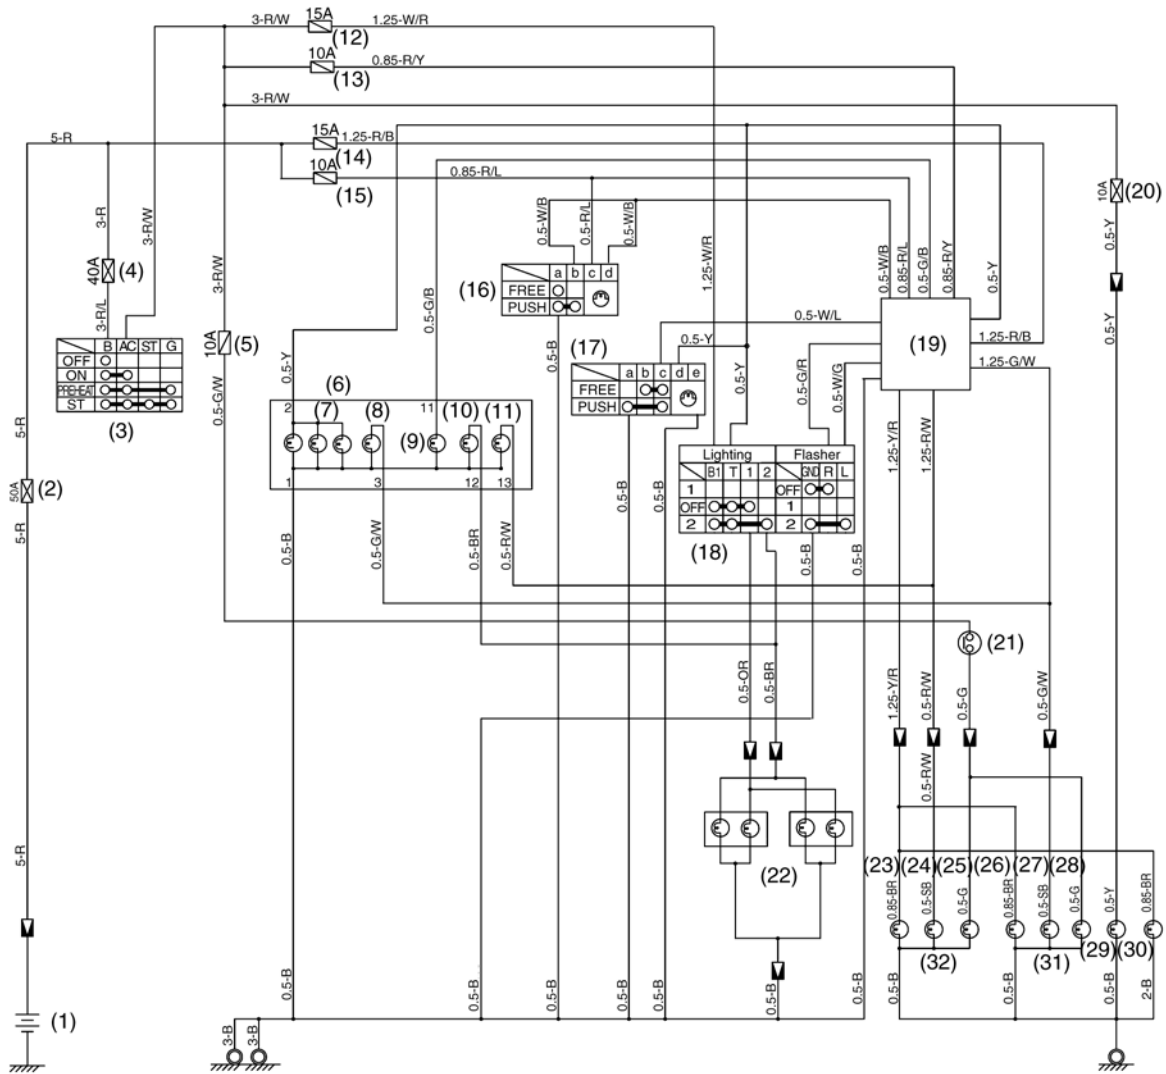 3-R/W
15A
1.25-W/R
(12)
10A
0.85-R/Y
(13)
3-R/W
5-R
15A
1.25-R/B
(14)
10A
0.85-R/L
(15)
3-R
3-R/W
3-R/W
40A
(4)
3-R/L
10A
(5)
0.5-G/W
B AC ST G
OFF
ON
PREHEAT
ST
(3)
5-R
50A
(2)
5-R
5-R
(1)
0.5-W/B
0.5-R/L
0.5-W/B
a b c d
(16)
FREE
PUSH
0.5-B
1.25-W/R
0.5-G/B
0.5-Y
(17)
a b c d e
FREE
PUSH
0.5-Y
0.5-Y
0.5-W/L
0.5-W/B
0.85-R/L
0.5-G/B
0.85-R/Y
0.5-Y
(19)
1.25-R/B
1.25-G/W
0.5-G/R
0.5-W/G
10A
(20)
0.5-Y
0.5-Y
(6)
2
(7)
(8)
11
(10)
(11)
(9)
1
3
12
13
0.5-B
0.5-G/W
0.5-BR
0.5-R/W
0.5-B
0.5-B
Lighting Flasher
B1 T 1 2 GND R L
1 OFF
OFF 1
2 2
(18)
0.5-B
0.5-B
1.25-Y/R
1.25-R/W
(21)
0.5-OR
0.5-BR
1.25-Y/R
0.5-R/W
0.5-G
0.5-G/W
0.5-R/W
(22)
(23) (24) (25) (26) (27) (28)
0.85-BR
0.5-SB
0.5-G
0.85-BR
0.5-SB
0.5-G
0.5-Y
0.85-BR
(29) (30)
(32)
(31)
0.5-B
0.5-B
0.5-B
0.5-B
0.5-B
0.5-B
0.5-B
0.5-B
0.5-B
0.5-B
2-B
3-B
3-B